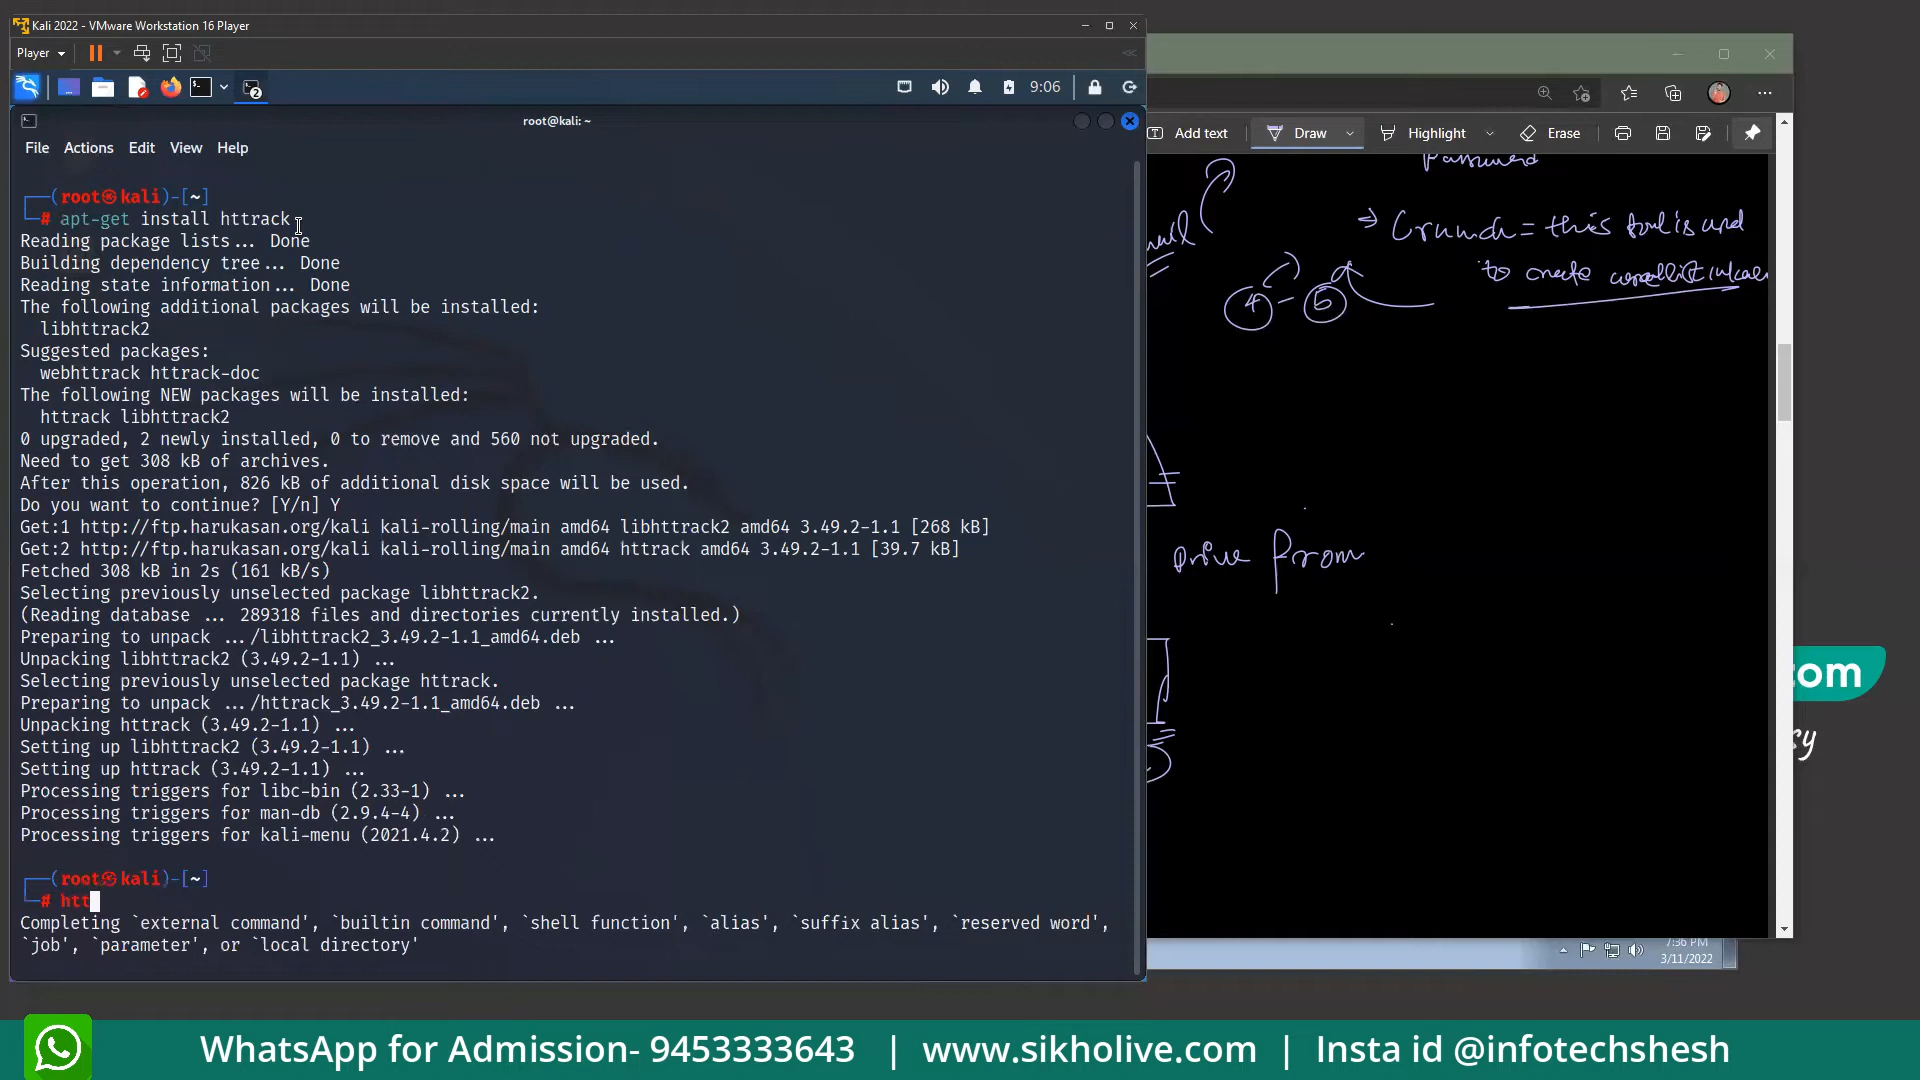 Kali 2022 - VMware Workstation 16 Player
Player
2
9:06
root@kali: ~
File Actions Edit View Help
┌──(root㉿kali)-[~]
└─# apt-get install httrack
Reading package lists... Done
Building dependency tree... Done
Reading state information... Done
The following additional packages will be installed:
libhttrack2
Suggested packages:
webhttrack httrack-doc
The following NEW packages will be installed:
httrack libhttrack2
0 upgraded, 2 newly installed, 0 to remove and 560 not upgraded.
Need to get 308 kB of archives.
After this operation, 826 kB of additional disk space will be used.
Do you want to continue? [Y/n] Y
Get:1 http://ftp.harukasan.org/kali kali-rolling/main amd64 libhttrack2 amd64 3.49.2-1.1 [268 kB]
Get:2 http://ftp.harukasan.org/kali kali-rolling/main amd64 httrack amd64 3.49.2-1.1 [39.7 kB]
Fetched 308 kB in 2s (161 kB/s)
Selecting previously unselected package libhttrack2.
(Reading database ... 289318 files and directories currently installed.)
Preparing to unpack .../libhttrack2_3.49.2-1.1_amd64.deb ...
Unpacking libhttrack2 (3.49.2-1.1) ...
Selecting previously unselected package httrack.
Preparing to unpack .../httrack_3.49.2-1.1_amd64.deb ...
Unpacking httrack (3.49.2-1.1) ...
Setting up libhttrack2 (3.49.2-1.1) ...
Setting up httrack (3.49.2-1.1) ...
Processing triggers for libc-bin (2.33-1) ...
Processing triggers for man-db (2.9.4-4) ...
Processing triggers for kali-menu (2021.4.2) ...
┌──(root㉿kali)-[~]
└─# htt
Completing `external command', `builtin command', `shell function', `alias', `suffix alias', `reserved word',
`job', `parameter', or `local directory'
Add text Draw Highlight Erase
Password
⇒ Crunch = this tool is used
to create
4 - 5
Drive from
com
7:36 PM
3/11/2022
WhatsApp for Admission- 9453333643 | www.sikholive.com | Insta id @infotechshesh